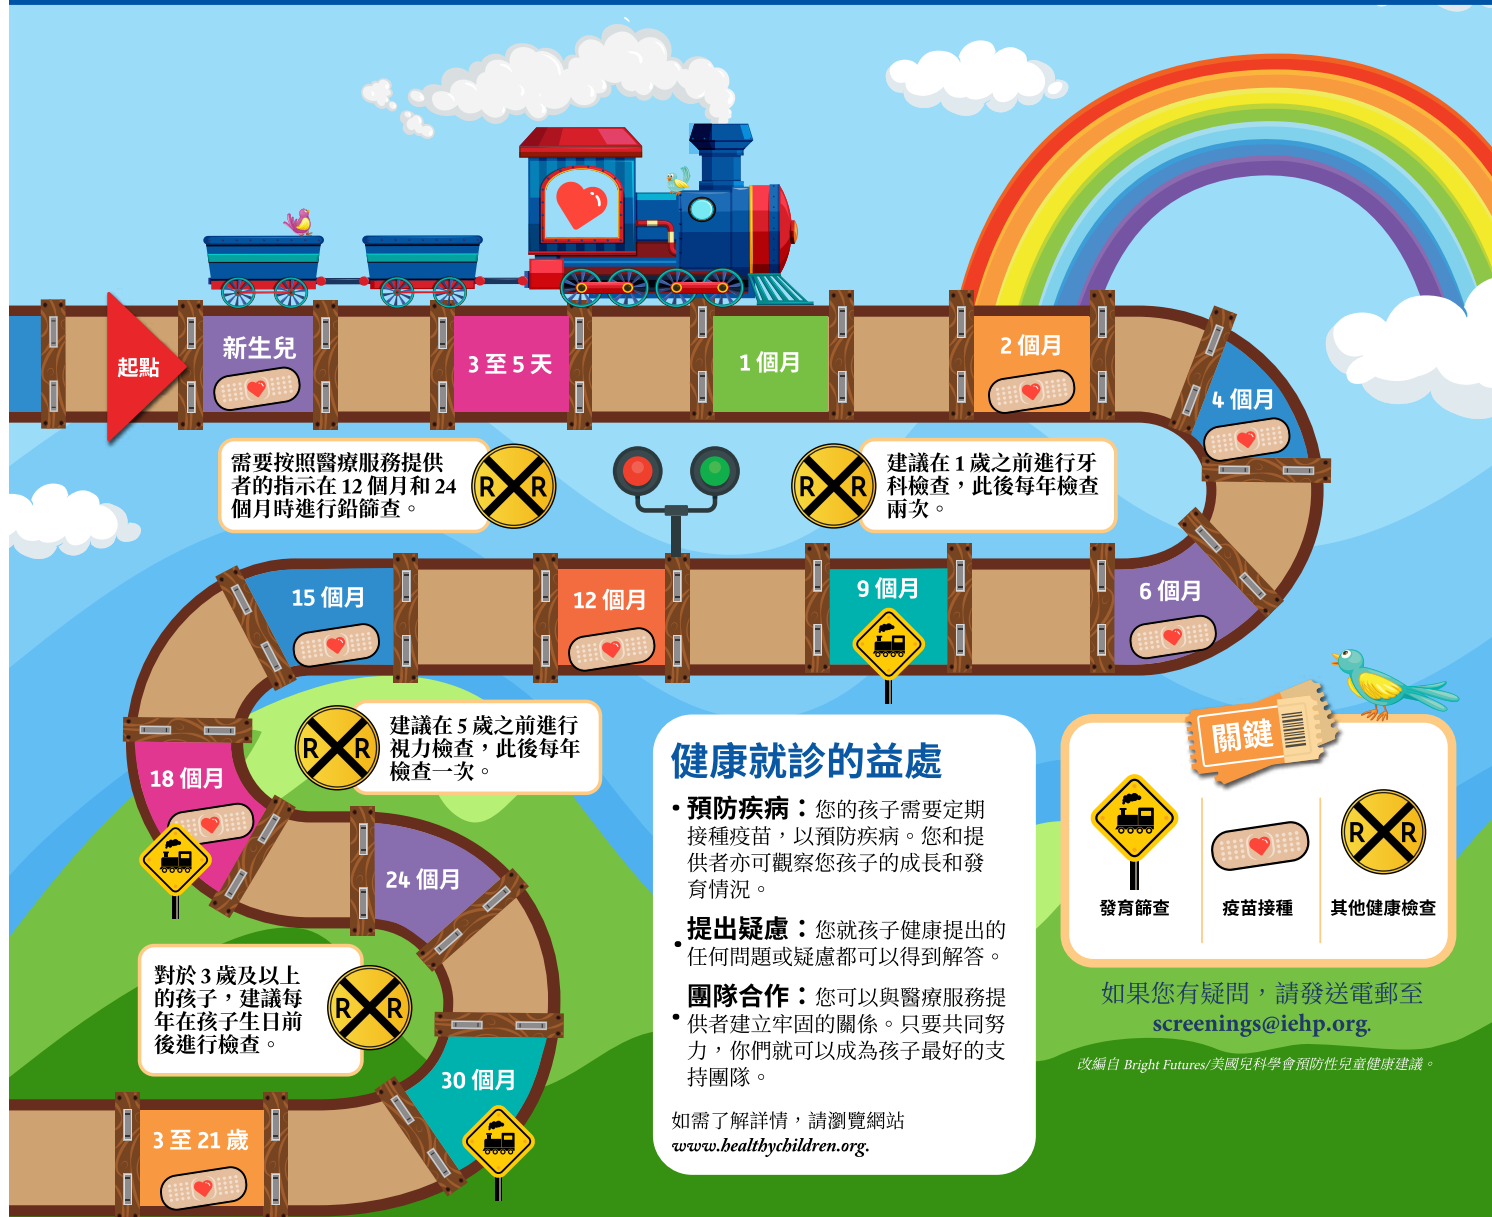 起點
新生兒
3 至 5 天
1 個月
2 個月
4 個月
需要按照醫療服務提供
者的指示在 12 個月和 24
個月時進行鉛篩查。
R R
R R
建議在 1 歲之前進行牙
科檢查，此後每年檢查
兩次。
15 個月
12 個月
9 個月
6 個月
R R
建議在 5 歲之前進行
視力檢查，此後每年
檢查一次。
18 個月
24 個月
對於 3 歲及以上
的孩子，建議每
年在孩子生日前
後進行檢查。
R R
30 個月
3 至 21 歲
健康就診的益處
• 預防疾病：您的孩子需要定期
接種疫苗，以預防疾病。您和提
供者亦可觀察您孩子的成長和發
育情況。
• 提出疑慮：您就孩子健康提出的
任何問題或疑慮都可以得到解答。
• 團隊合作：您可以與醫療服務提
供者建立牢固的關係。只要共同努
力，你們就可以成為孩子最好的支
持團隊。
如需了解詳情，請瀏覽網站
www.healthychildren.org.
關鍵
R R
發育篩查
疫苗接種
其他健康檢查
如果您有疑問，請發送電郵至
screenings@iehp.org.
改編自 Bright Futures/美國兒科學會預防性兒童健康建議。